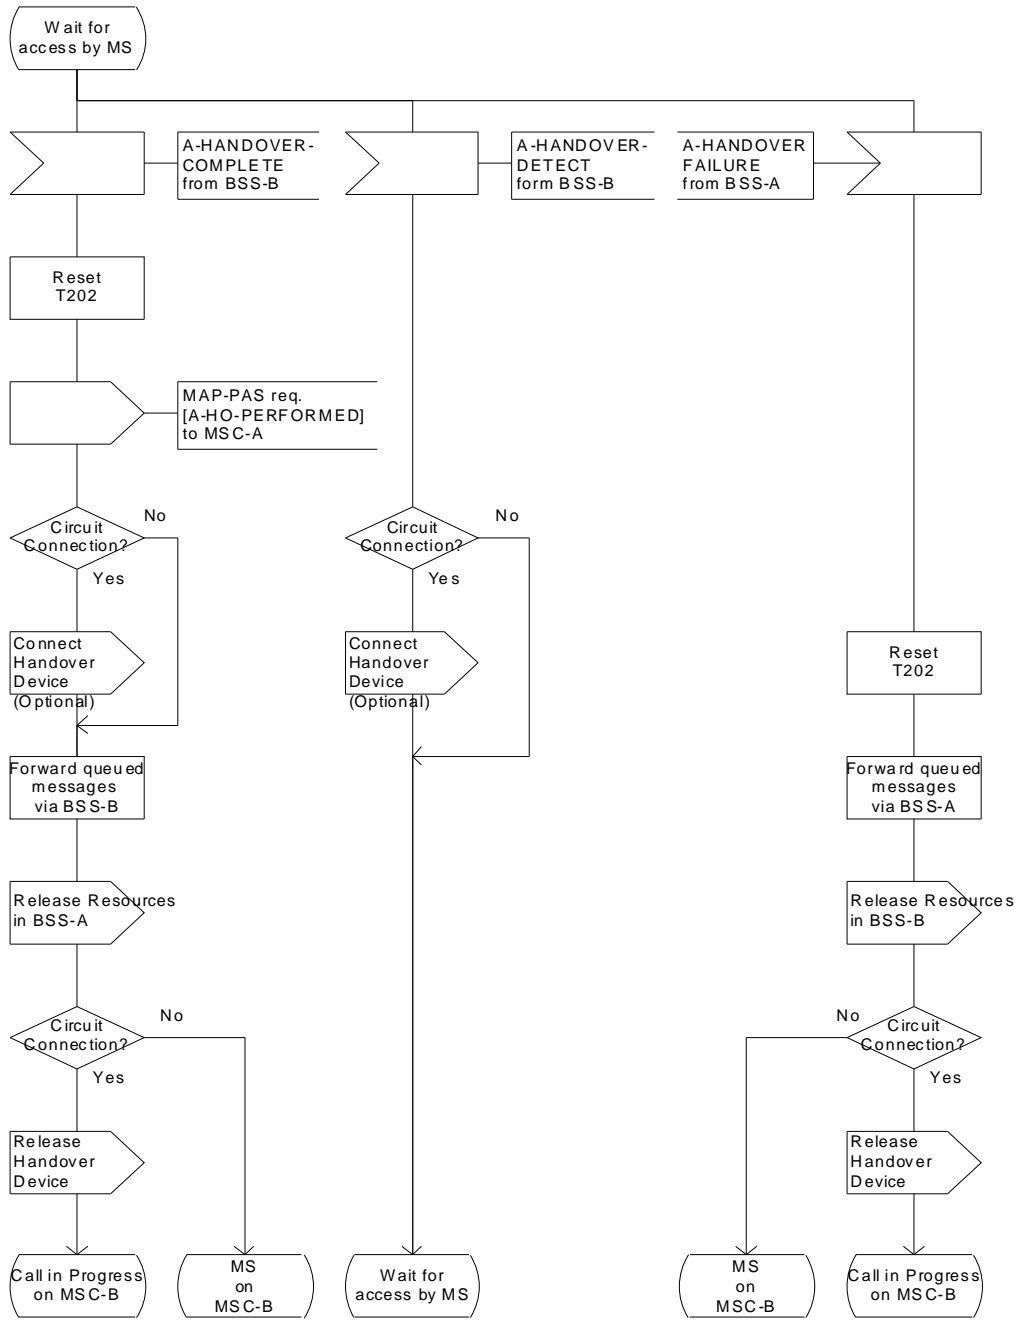 Wait for
access by MS
A-HANDOVER-
COMPLETE
from BSS-B
A-HANDOVER-
DETECT
form BSS-B
A-HANDOVER
FAILURE
from BSS-A
Reset
T202
MAP-PAS req.
[A-HO-PERFORMED]
to MSC-A
Circuit
Connection?
No
Yes
Circuit
Connection?
No
Yes
Connect
Handover
Device
(Optional)
Connect
Handover
Device
(Optional)
Reset
T202
Forward queued
messages
via BSS-B
Forward queued
messages
via BSS-A
Release Resources
in BSS-A
Release Resources
in BSS-B
Circuit
Connection?
No
Yes
No
Circuit
Connection?
Yes
Release
Handover
Device
Release
Handover
Device
Call in Progress
on MSC-B
MS
on
MSC-B
Wait for
access by MS
MS
on
MSC-B
Call in Progress
on MSC-B